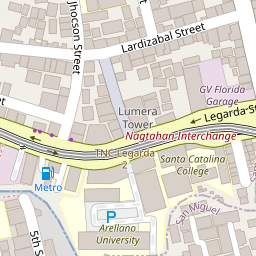 Jhocson Street
Lardizabal Street
GV Florida
Garage
Lumera
Tower
Legarda S
Nagtahan Interchange
TNC-Legarda
2
Santa Catalina
College
Metro
San Miguel
P
Arellano
University
5th S